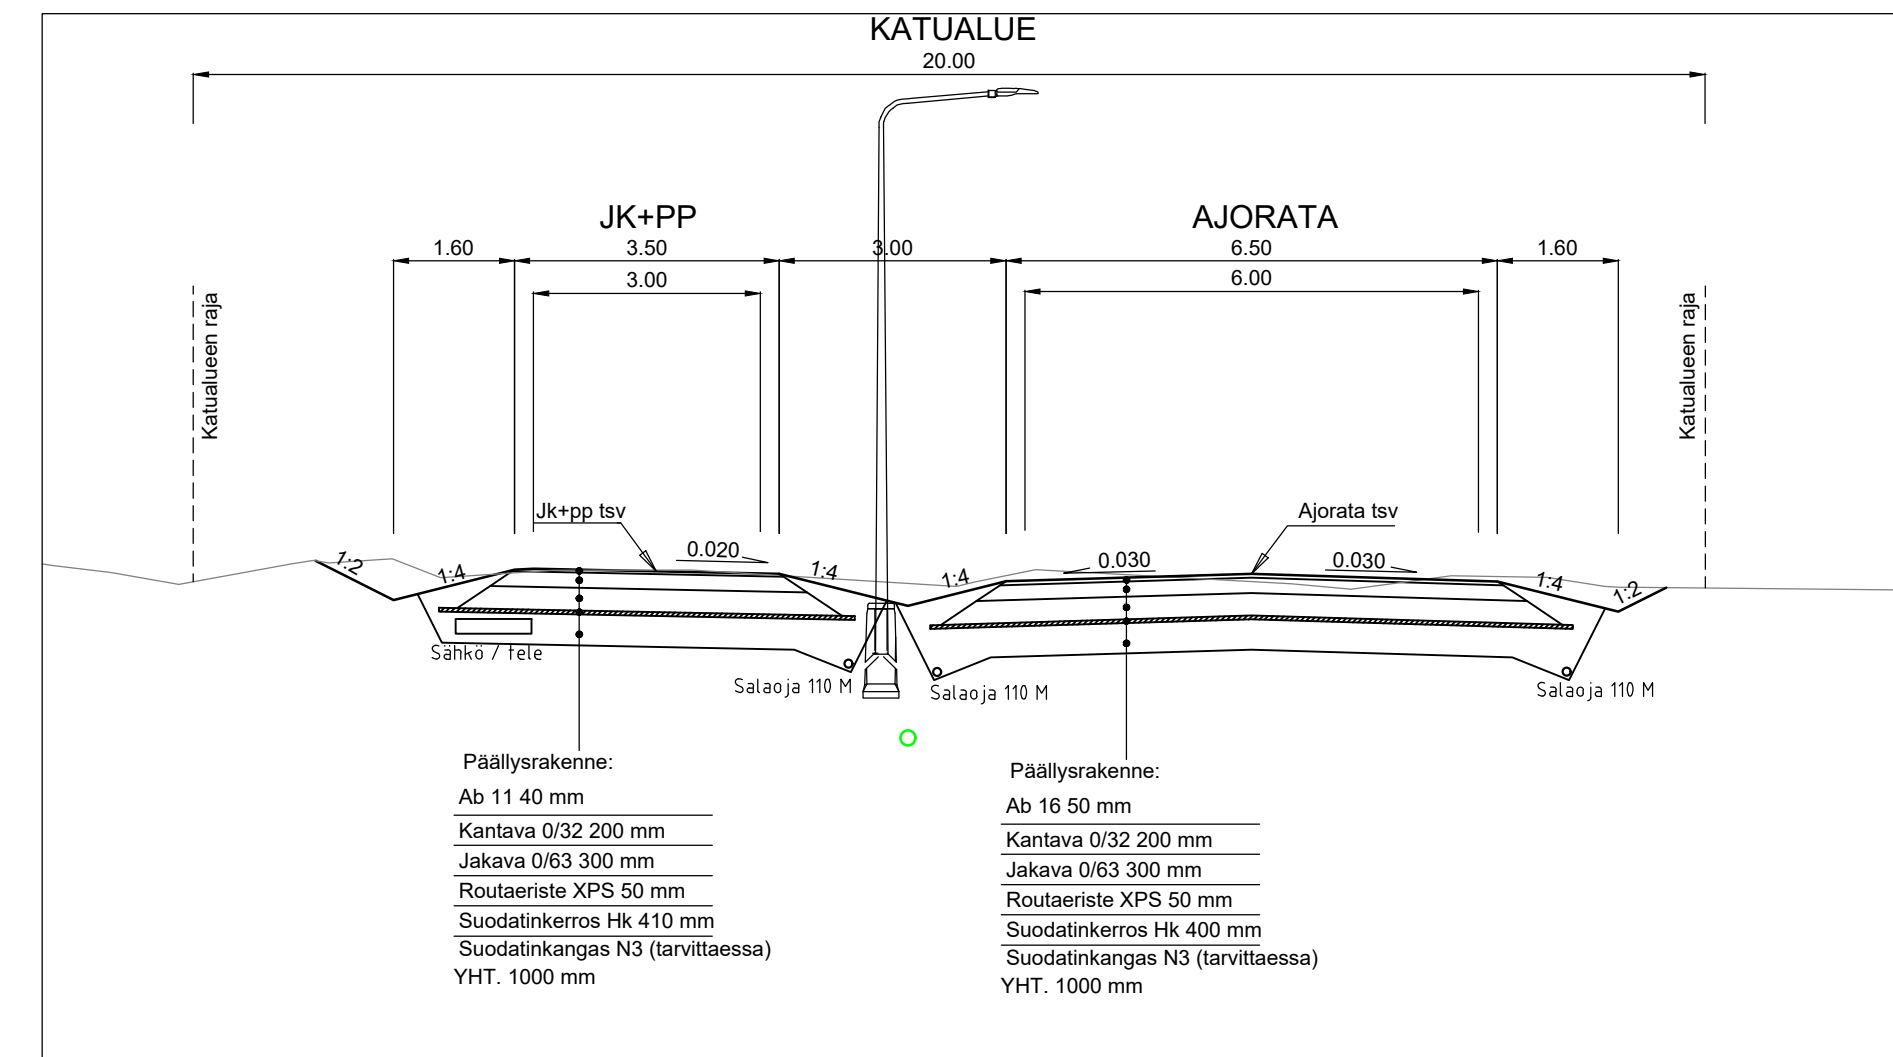 KATUALUE
20.00
JK+PP
AJORATA
1.60
3.50
3.00
6.50
1.60
3.00
6.00
Katualueen raja
Katualueen raja
Jk+pp tsv
Ajorata tsv
1:2
1:4
0.020
1:4
1:4
0.030
0.030
1:4
1:2
Sähkö / tele
Salaoja 110 M
Salaoja 110 M
Salaoja 110 M
Päällysrakenne:
Ab 11 40 mm
Kantava 0/32 200 mm
Jakava 0/63 300 mm
Routaeriste XPS 50 mm
Suodatinkerros Hk 410 mm
Suodatinkangas N3 (tarvittaessa)
YHT. 1000 mm
Päällysrakenne:
Ab 16 50 mm
Kantava 0/32 200 mm
Jakava 0/63 300 mm
Routaeriste XPS 50 mm
Suodatinkerros Hk 400 mm
Suodatinkangas N3 (tarvittaessa)
YHT. 1000 mm